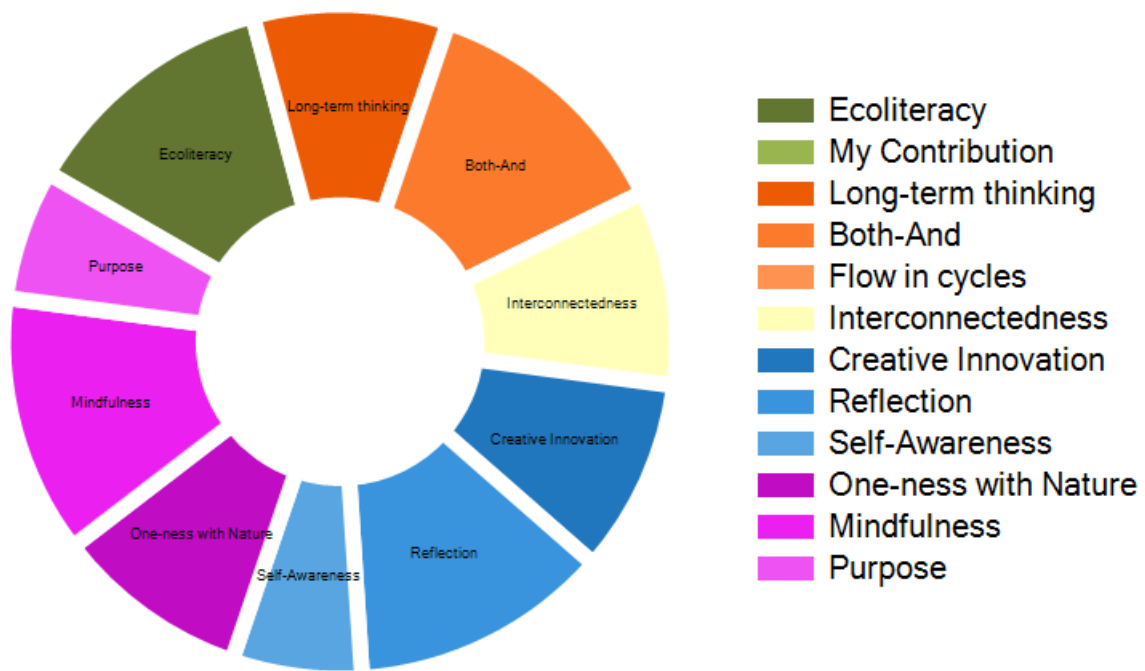 Long-term thinking
Both-And
Ecoliteracy
Purpose
Interconnectedness
Mindfulness
Creative Innovation
One-ness with Nature
Reflection
Self-Awareness
Ecoliteracy
My Contribution
Long-term thinking
Both-And
Flow in cycles
Interconnectedness
Creative Innovation
Reflection
Self-Awareness
One-ness with Nature
Mindfulness
Purpose